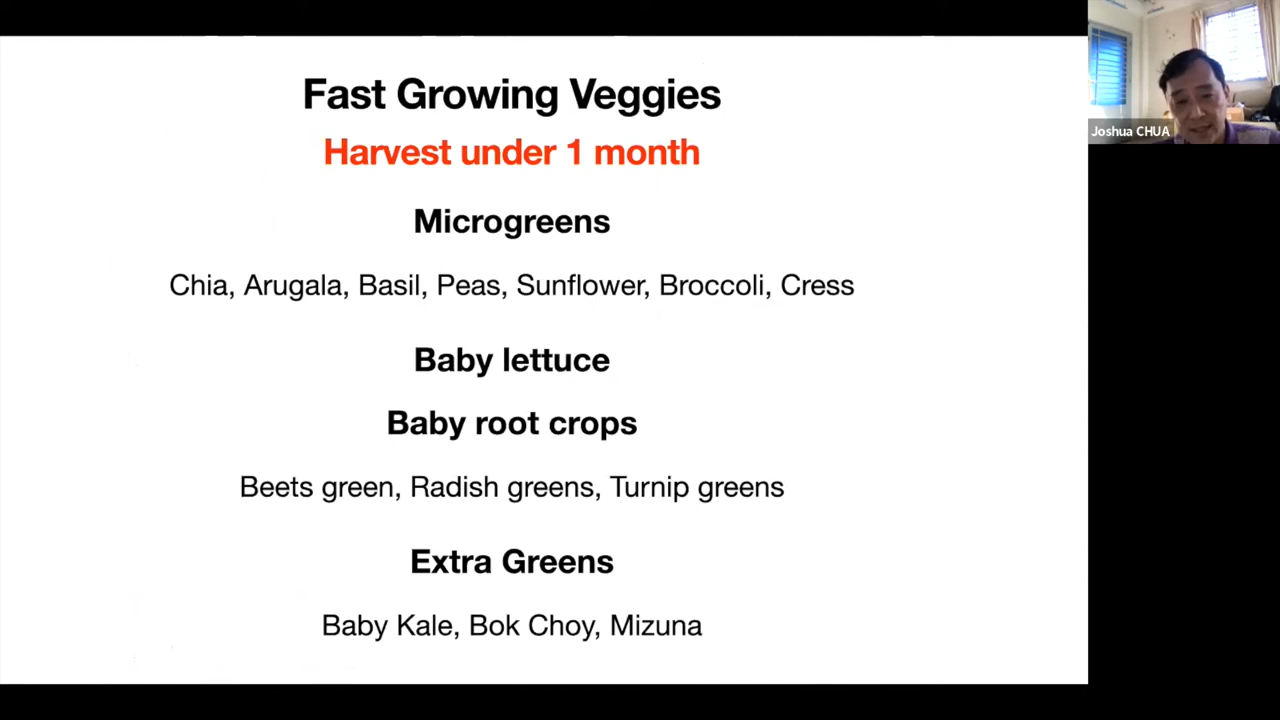 Fast Growing Veggies
Harvest under 1 month
Microgreens
Chia, Arugala, Basil, Peas, Sunflower, Broccoli, Cress
Baby lettuce
Baby root crops
Beets green, Radish greens, Turnip greens
Extra Greens
Baby Kale, Bok Choy, Mizuna
Joshua CHUA